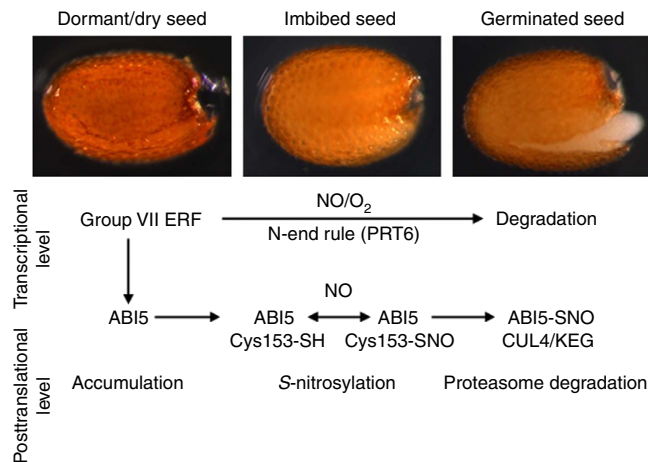 Dormant/dry seed
Imbibed seed
Germinated seed
Transcriptional
level
NO/O2
Group VII ERF
Degradation
N-end rule (PRT6)
Posttranslational
level
NO
ABI5
ABI5
Cys153-SH
ABI5
Cys153-SNO
ABI5-SNO
CUL4/KEG
Accumulation
S-nitrosylation
Proteasome degradation